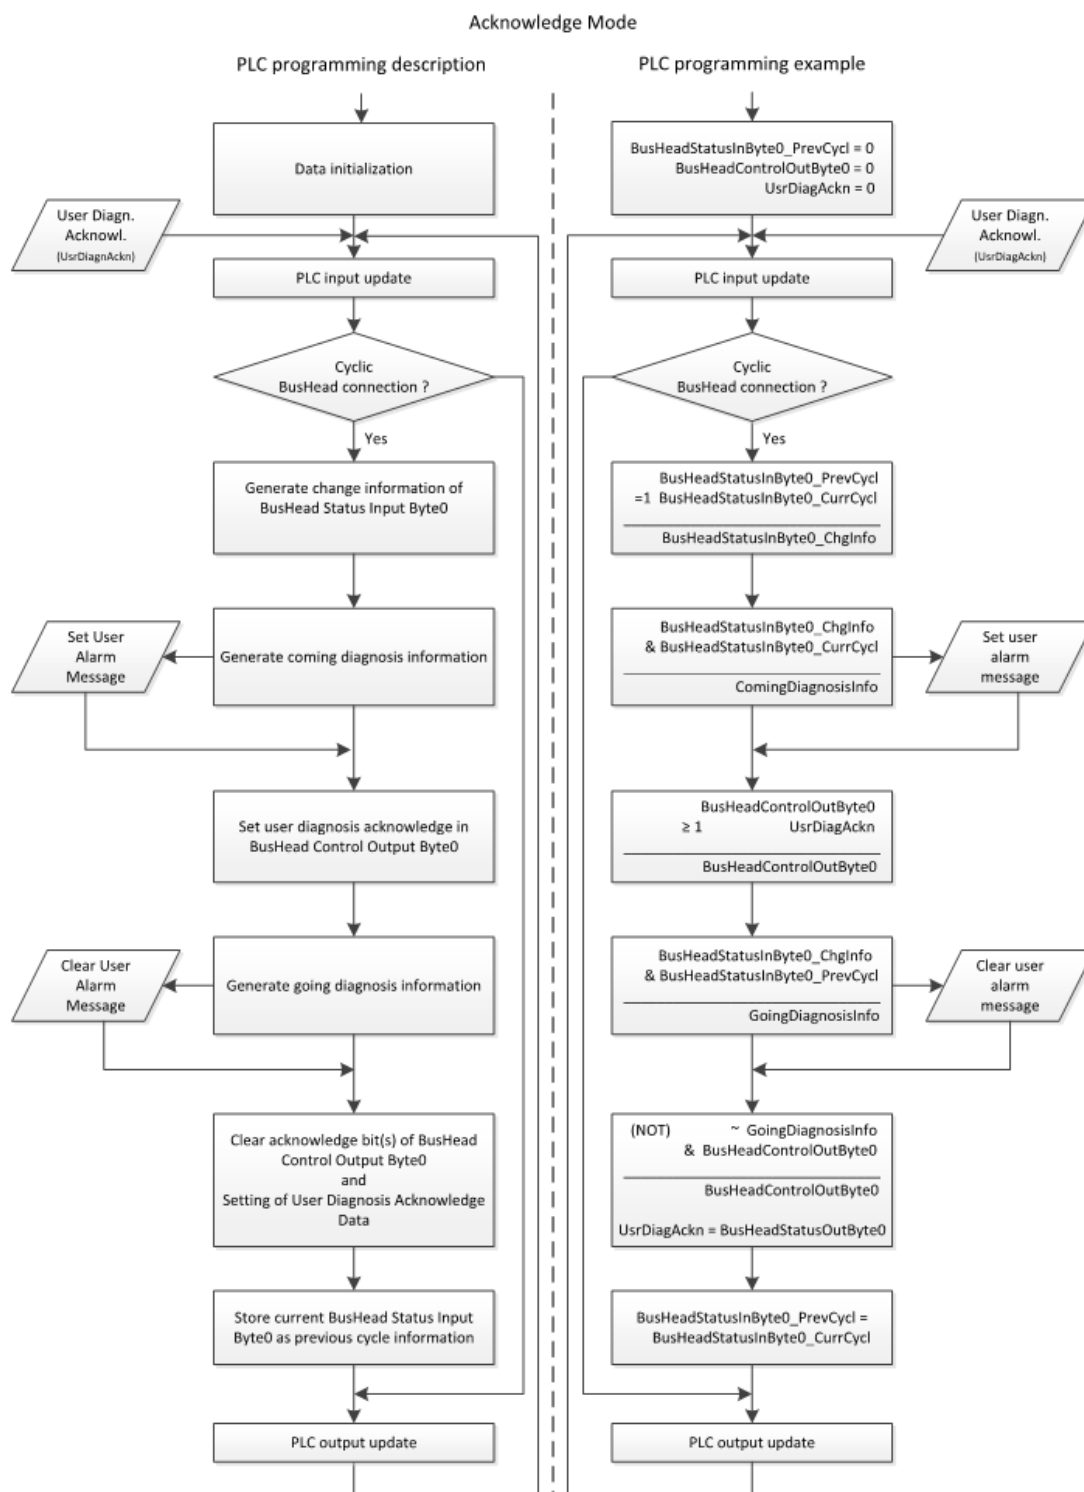 Acknowledge Mode
PLC programming description
Data initialization
User Diagn.
Acknowl.
(UsrDiagnAckn)
PLC input update
Cyclic
BusHead connection ?
Yes
Generate change information of
BusHead Status Input Byte0
Set User
Alarm
Message
Generate coming diagnosis information
Set user diagnosis acknowledge in
BusHead Control Output Byte0
Clear User
Alarm
Message
Generate going diagnosis information
Clear acknowledge bit(s) of BusHead
Control Output Byte0
and
Setting of User Diagnosis Acknowledge
Data
Store current BusHead Status Input
Byte0 as previous cycle information
PLC output update
PLC programming example
BusHeadStatusInByte0_PrevCycl = 0
BusHeadControlOutByte0 = 0
UsrDiagAckn = 0
User Diagn.
Acknowl.
(UsrDiagAckn)
PLC input update
Cyclic
BusHead connection ?
Yes
BusHeadStatusInByte0_PrevCycl
=1 BusHeadStatusInByte0_CurrCycl
BusHeadStatusInByte0_ChgInfo
BusHeadStatusInByte0_ChgInfo
& BusHeadStatusInByte0_CurrCycl
ComingDiagnosisInfo
Set user
alarm
message
BusHeadControlOutByte0
≥ 1 UsrDiagAckn
BusHeadControlOutByte0
BusHeadStatusInByte0_ChgInfo
& BusHeadStatusInByte0_PrevCycl
GoingDiagnosisInfo
Clear user
alarm
message
(NOT) ~ GoingDiagnosisInfo
& BusHeadControlOutByte0
BusHeadControlOutByte0
UsrDiagAckn = BusHeadStatusOutByte0
BusHeadStatusInByte0_PrevCycl =
BusHeadStatusInByte0_CurrCycl
PLC output update